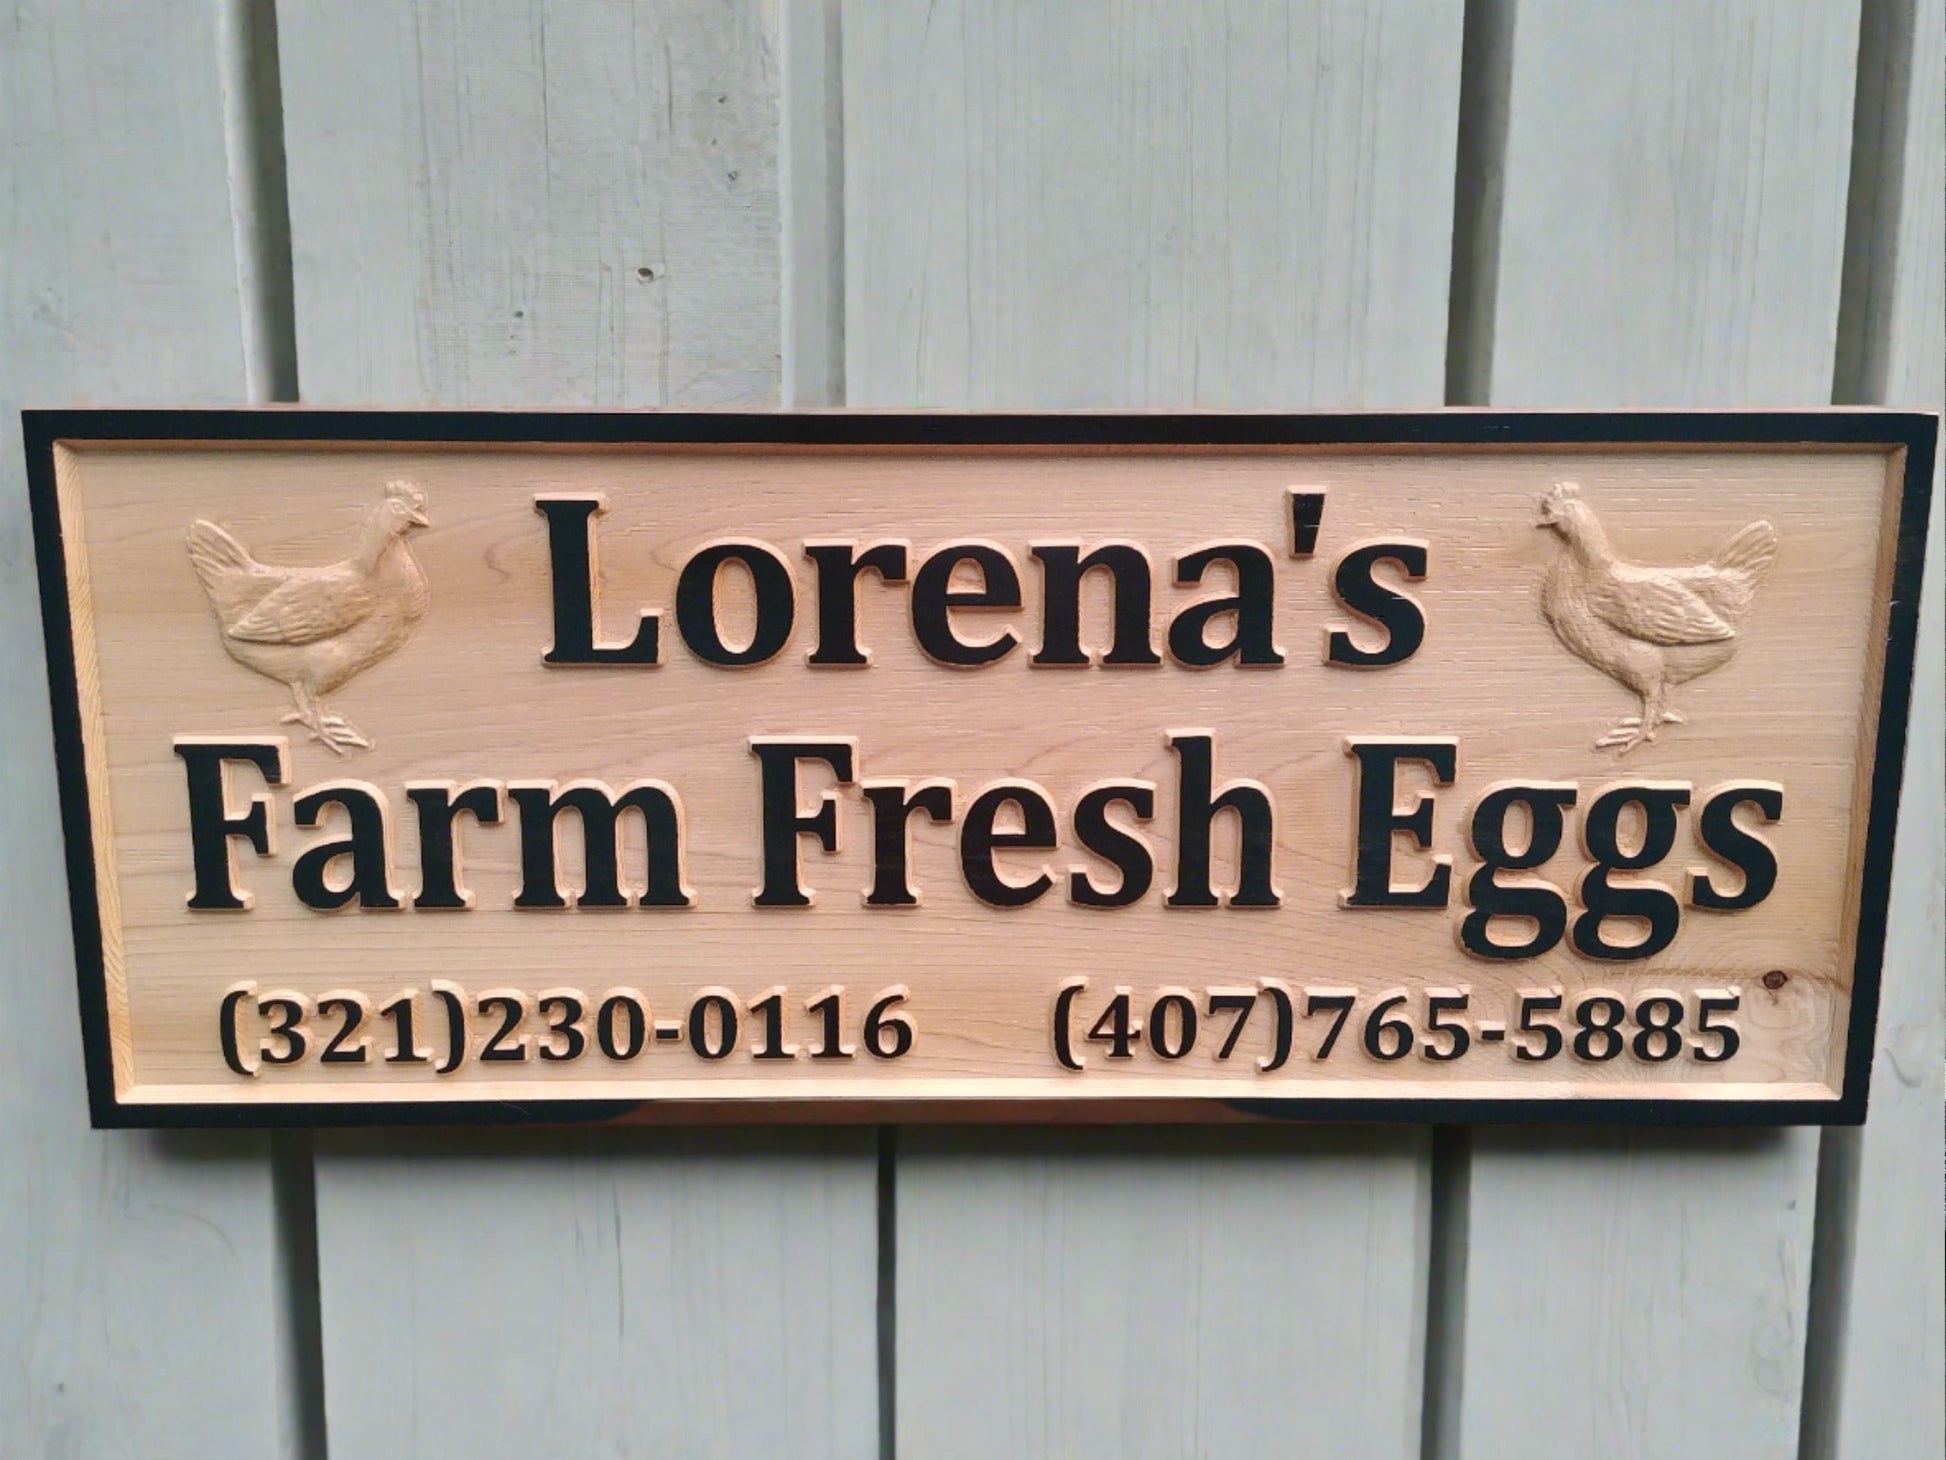 Lorena's
Farm Fresh Eggs
(321)230-0116 (407)765-5885